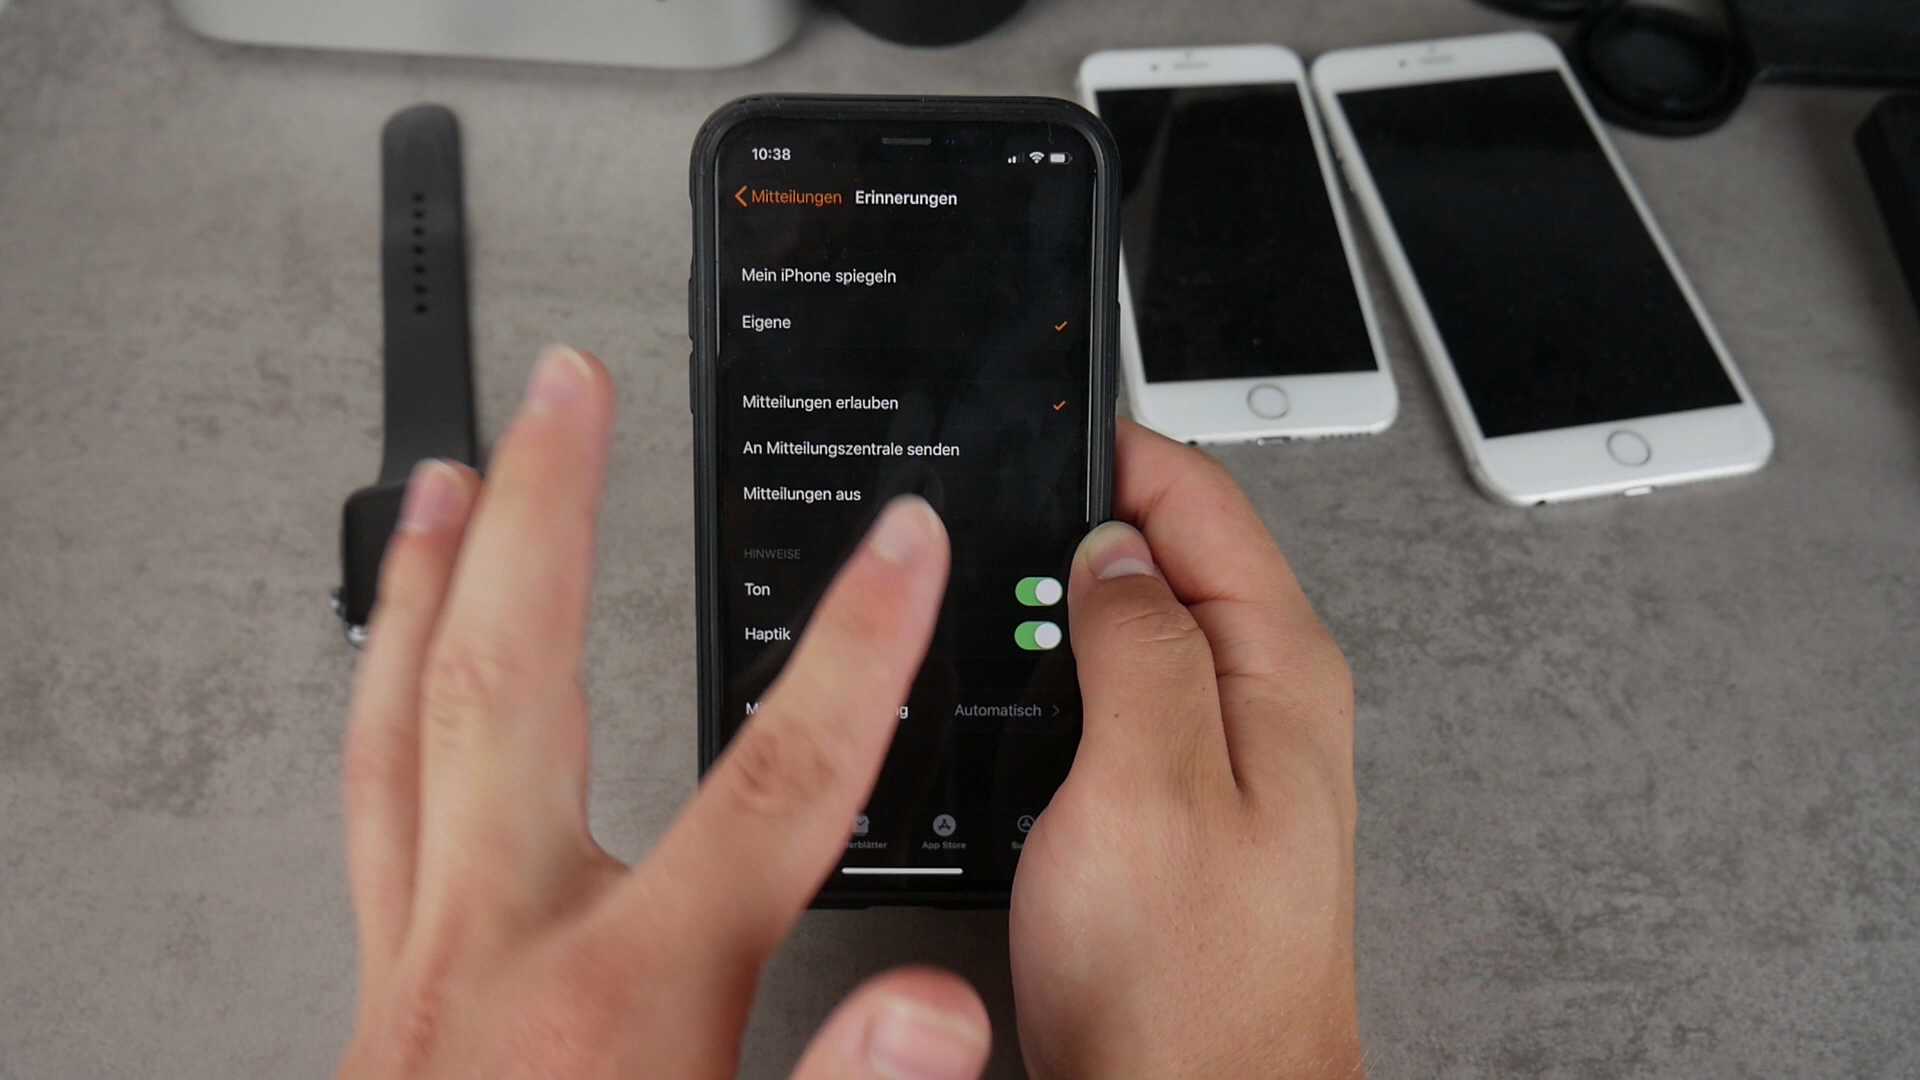 10:38
Mitteilungen Erinnerungen
Mein iPhone spiegeln
Eigene
Mitteilungen erlauben
An Mitteilungszentrale senden
Mitteilungen aus
HINWEISE
Ton
Haptik
Automatisch
App Store